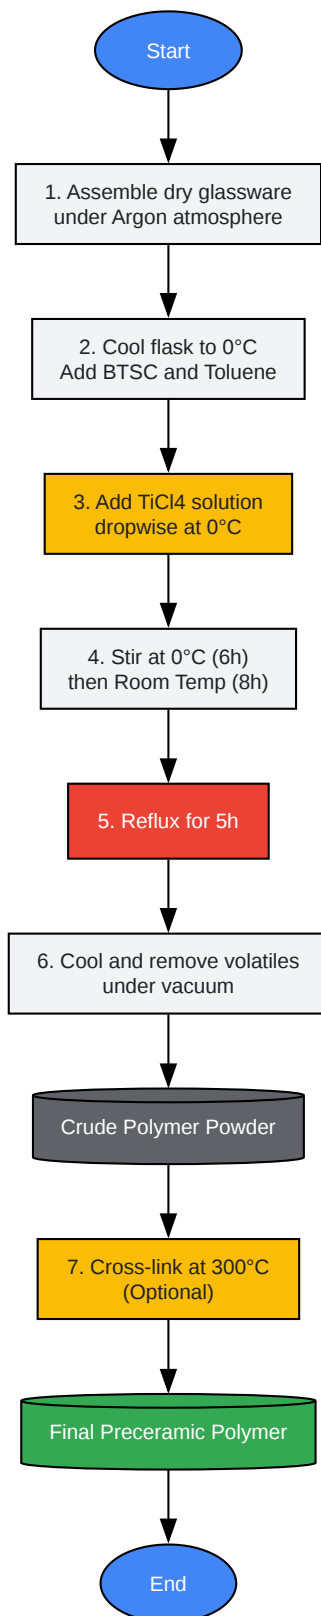 Start
1. Assemble dry glassware
under Argon atmosphere
2. Cool flask to 0°C
Add BTSC and Toluene
3. Add TiCl4 solution
dropwise at 0°C
4. Stir at 0°C (6h)
then Room Temp (8h)
5. Reflux for 5h
6. Cool and remove volatiles
under vacuum
Crude Polymer Powder
7. Cross-link at 300°C
(Optional)
Final Preceramic Polymer
End